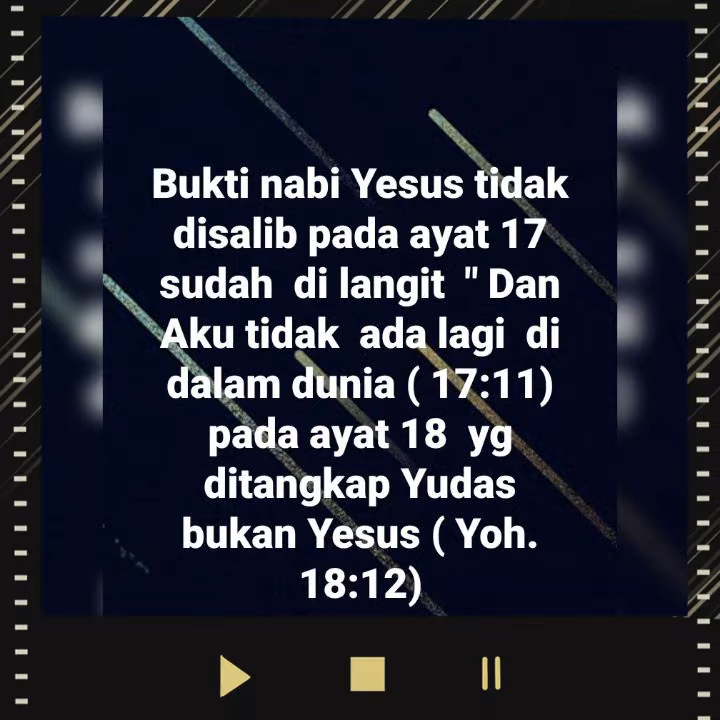 Bukti nabi Yesus tidak
disalib pada ayat 17
sudah  di langit  " Dan
Aku tidak  ada lagi  di
dalam dunia ( 17:11)
pada ayat 18  yg
ditangkap Yudas
bukan Yesus ( Yoh.
18:12)